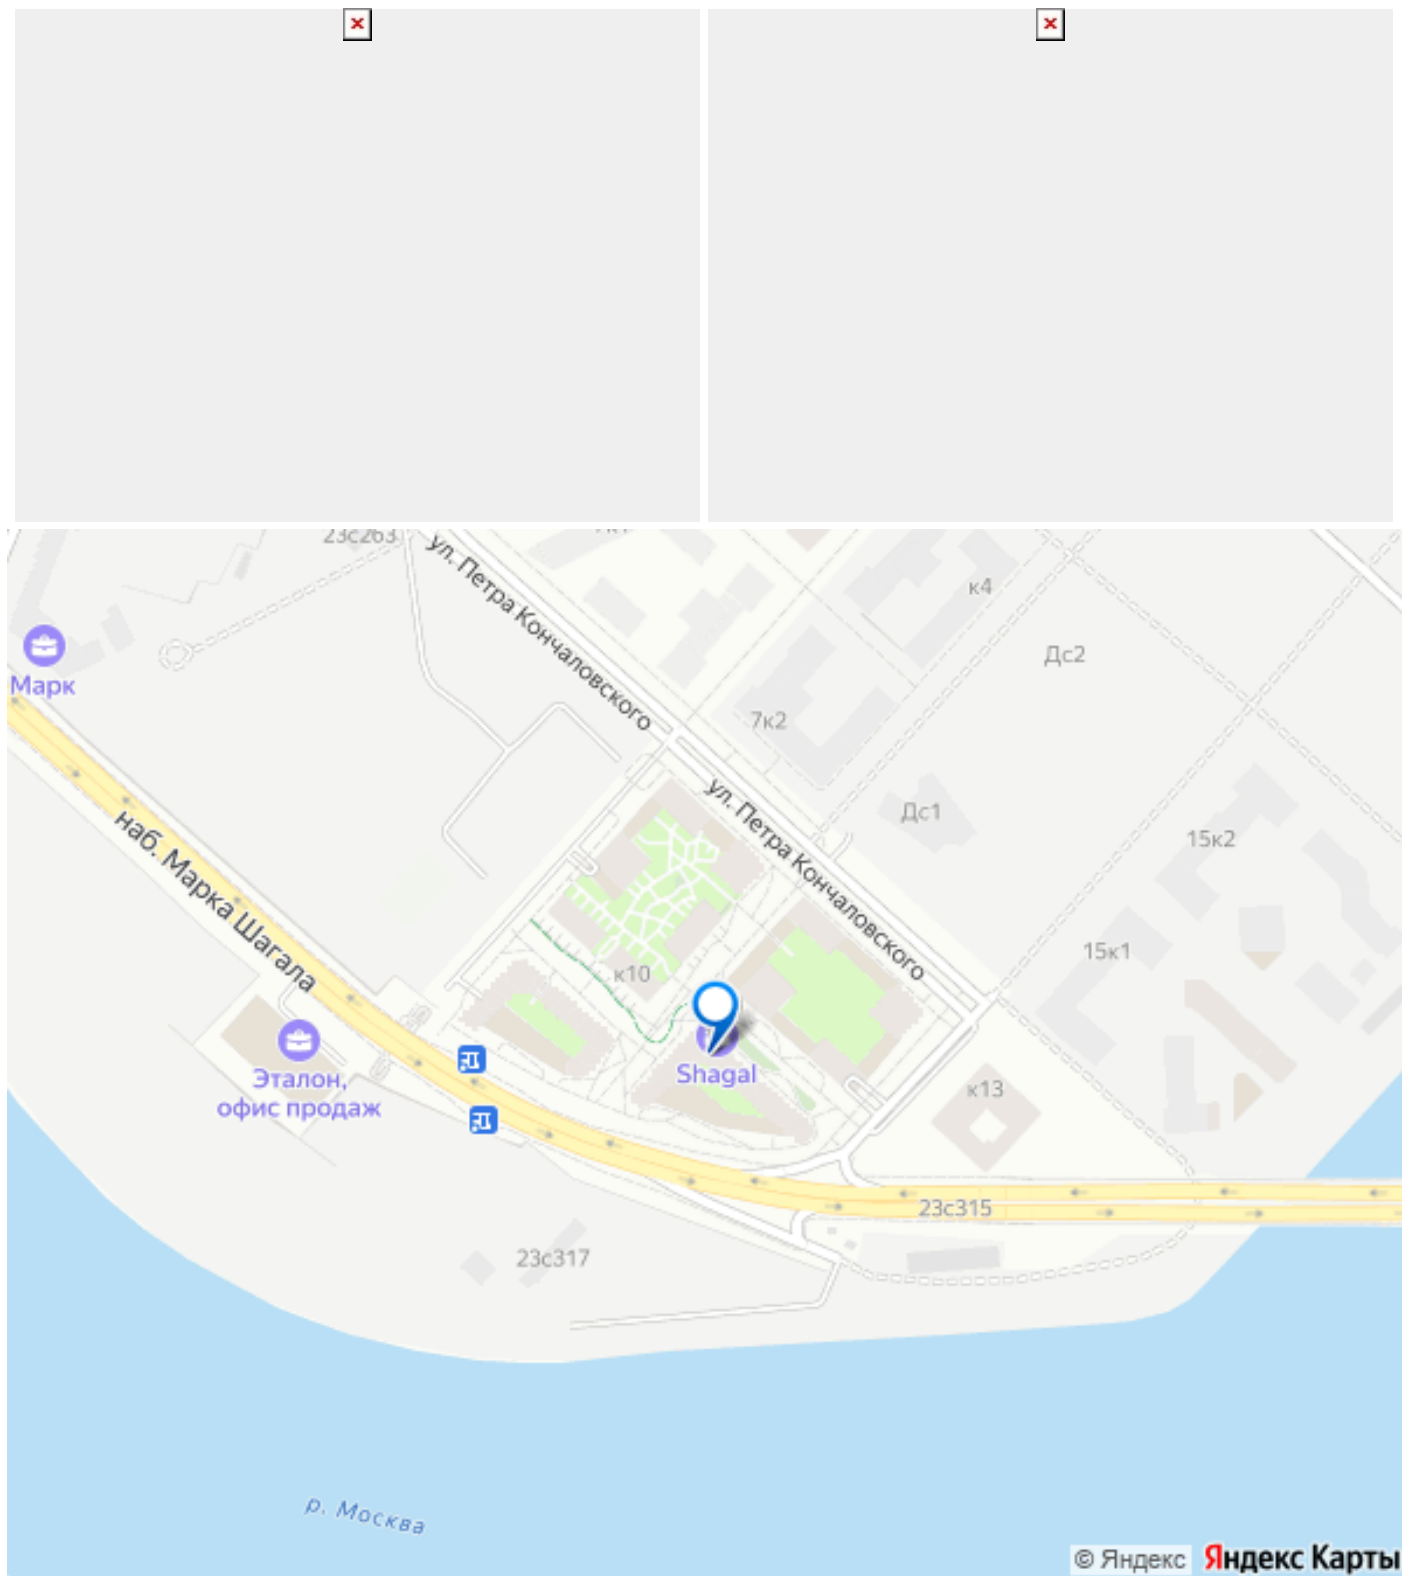 23с263
ул. Петра Кончаловского
к4
Дс2
Марк
7к2
ул. Петра Кончаловского
Дс1
15к2
наб. Марка Шагала
15к1
к10
Shagal
Эталон,
офис продаж
к13
23с315
23с317
р. Москва
© Яндекс Яндекс Карты